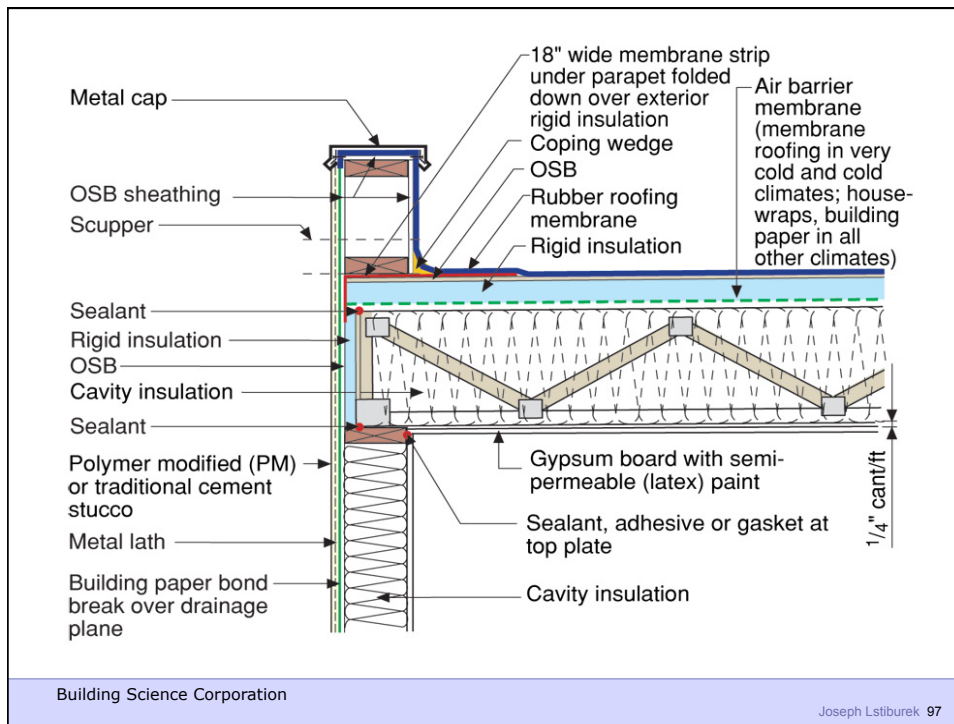 Metal cap
OSB sheathing
Scupper
Sealant
Rigid insulation
OSB
Cavity insulation
Sealant
Polymer modified (PM)
or traditional cement
stucco
Metal lath
Building paper bond
break over drainage
plane
18" wide membrane strip
under parapet folded
down over exterior
rigid insulation
Coping wedge
OSB
Rubber roofing
membrane
Rigid insulation
Air barrier
membrane
(membrane
roofing in very
cold and cold
climates; house-
wraps, building
paper in all
other climates)
Gypsum board with semi-
permeable (latex) paint
Sealant, adhesive or gasket at
top plate
Cavity insulation
1/4" cant/ft
Building Science Corporation
Joseph Lstiburek 97